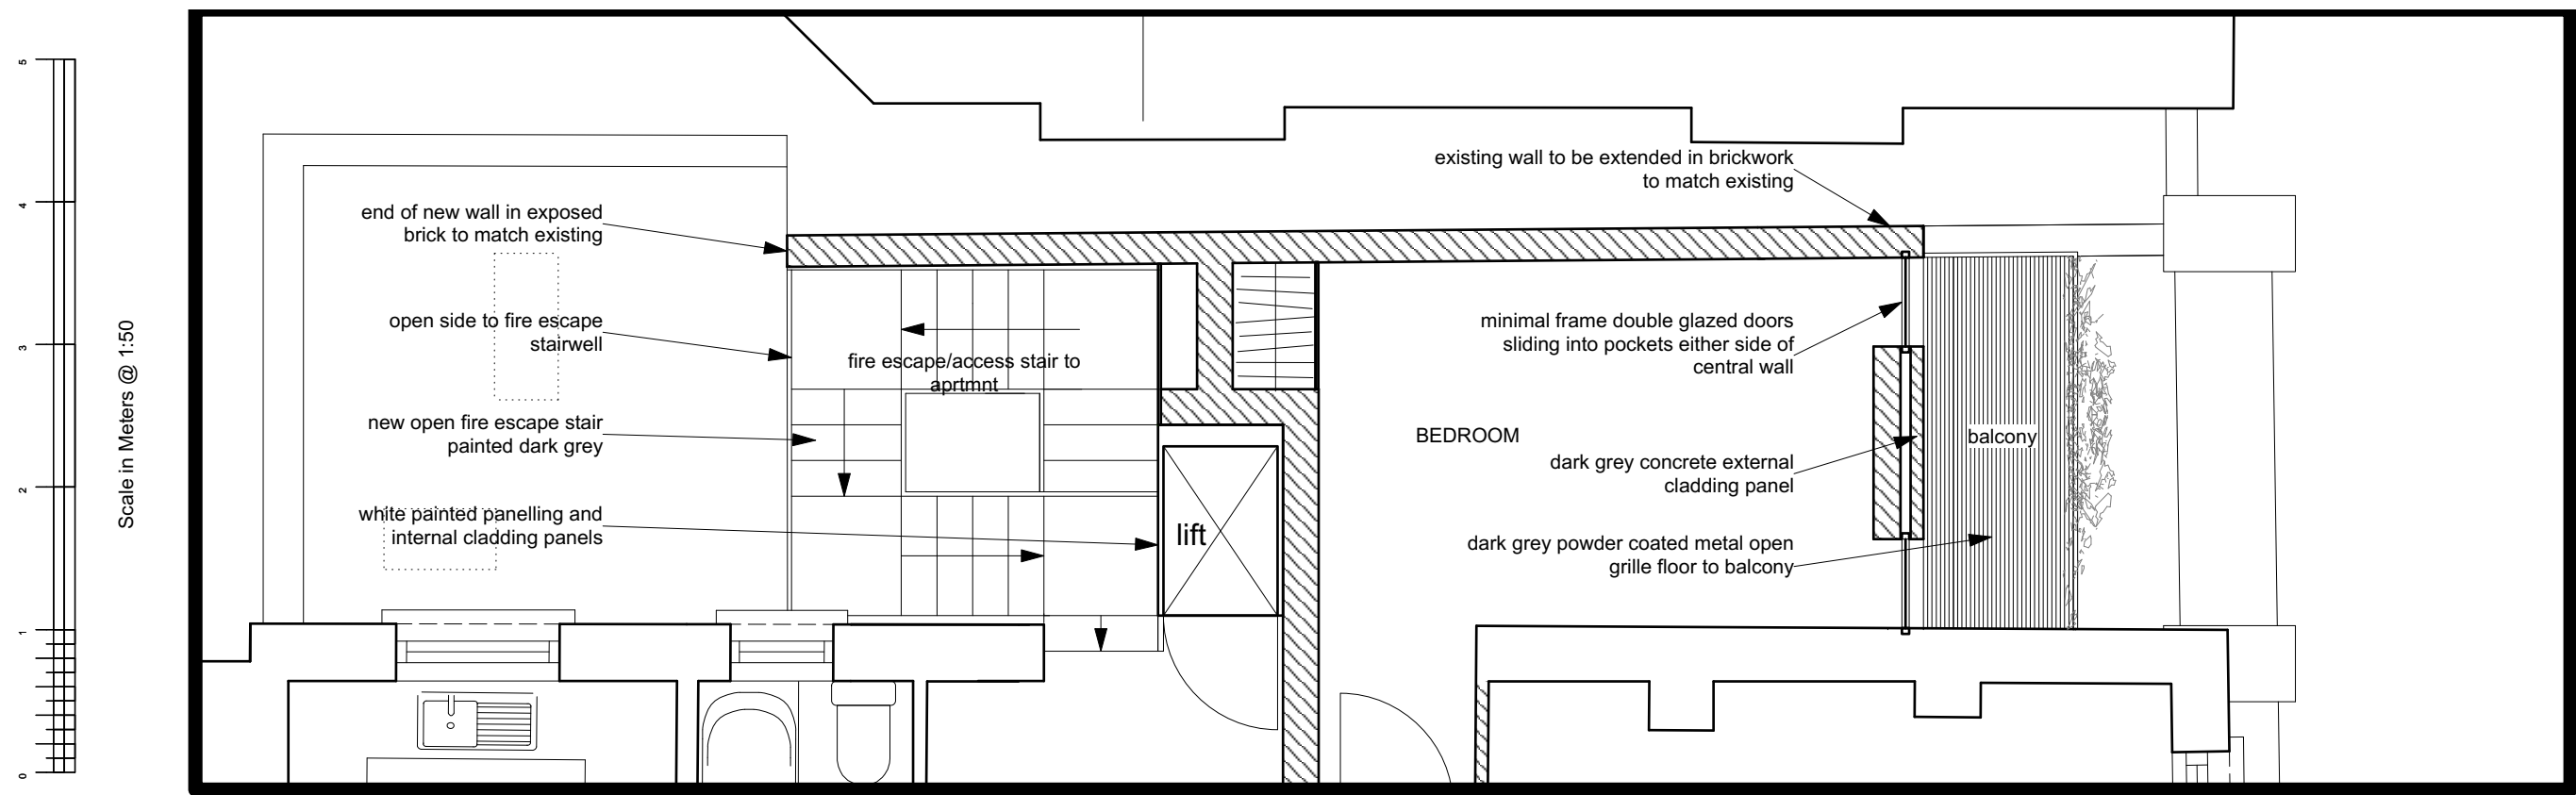 5
4
3
2
1
0
Scale in Meters @ 1:50
end of new wall in exposed
brick to match existing
open side to fire escape
stairwell
new open fire escape stair
painted dark grey
white painted panelling and
internal cladding panels
fire escape/access stair to
aprtmnt
lift
BEDROOM
existing wall to be extended in brickwork
to match existing
minimal frame double glazed doors
sliding into pockets either side of
central wall
dark grey concrete external
cladding panel
dark grey powder coated metal open
grille floor to balcony
balcony